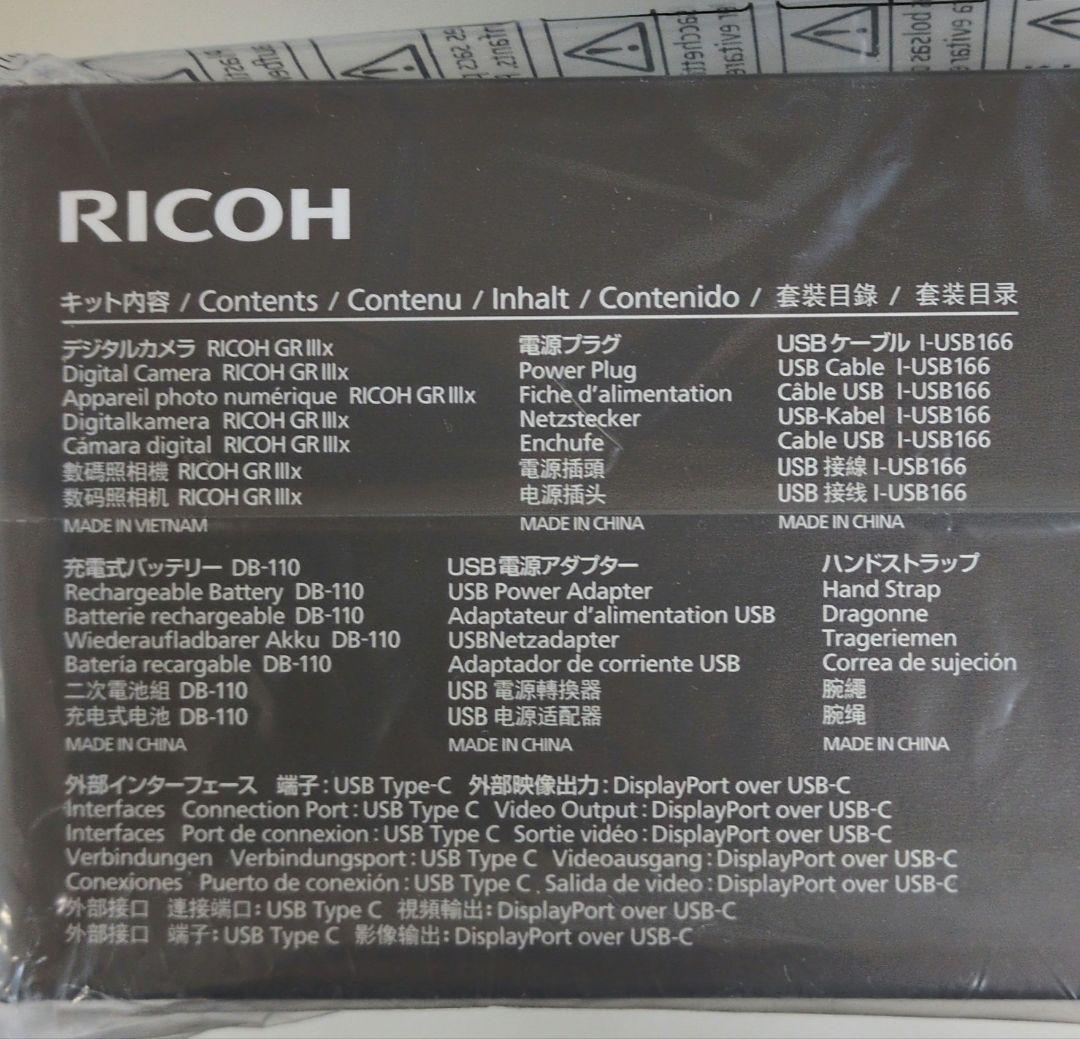 RICOH
キット内容 / Contents / Contenu / Inhalt / Contenido / 套裝目錄 / 套装目录
デジタルカメラ RICOH GR IIIx
Digital Camera RICOH GR IIIx
Appareil photo numérique RICOH GR IIIx
Digitalkamera RICOH GR IIIx
Cámara digital RICOH GR IIIx
數碼照相機 RICOH GR IIIx
数码照相机 RICOH GR IIIx
MADE IN VIETNAM
電源プラグ
Power Plug
Fiche d'alimentation
Netzstecker
Enchufe
電源插頭
电源插头
MADE IN CHINA
USBケーブル I-USB166
USB Cable I-USB166
Câble USB I-USB166
USB-Kabel I-USB166
Cable USB I-USB166
USB 接線 I-USB166
USB 接线 I-USB166
MADE IN CHINA
充電式バッテリー DB-110
Rechargeable Battery DB-110
Batterie rechargeable DB-110
Wiederaufladbarer Akku DB-110
Batería recargable DB-110
二次電池組 DB-110
充电式电池 DB-110
MADE IN CHINA
USB電源アダプター
USB Power Adapter
Adaptateur d'alimentation USB
USBNetzadapter
Adaptador de corriente USB
USB 電源轉換器
USB 电源适配器
MADE IN CHINA
ハンドストラップ
Hand Strap
Dragonne
Trageriemen
Correa de sujeción
腕繩
腕绳
MADE IN CHINA
外部インターフェース 端子: USB Type-C 外部映像出力: DisplayPort over USB-C
Interfaces Connection Port: USB Type C Video Output: DisplayPort over USB-C
Interfaces Port de connexion: USB Type C Sortie vidéo: DisplayPort over USB-C
Verbindungen Verbindungsport: USB Type C Videoausgang: DisplayPort over USB-C
Conexiones Puerto de conexión: USB Type C Salida de video: DisplayPort over USB-C
外部接口 連接端口: USB Type C 視頻輸出: DisplayPort over USB-C
外部接口 端子: USB Type C 影像输出: DisplayPort over USB-C